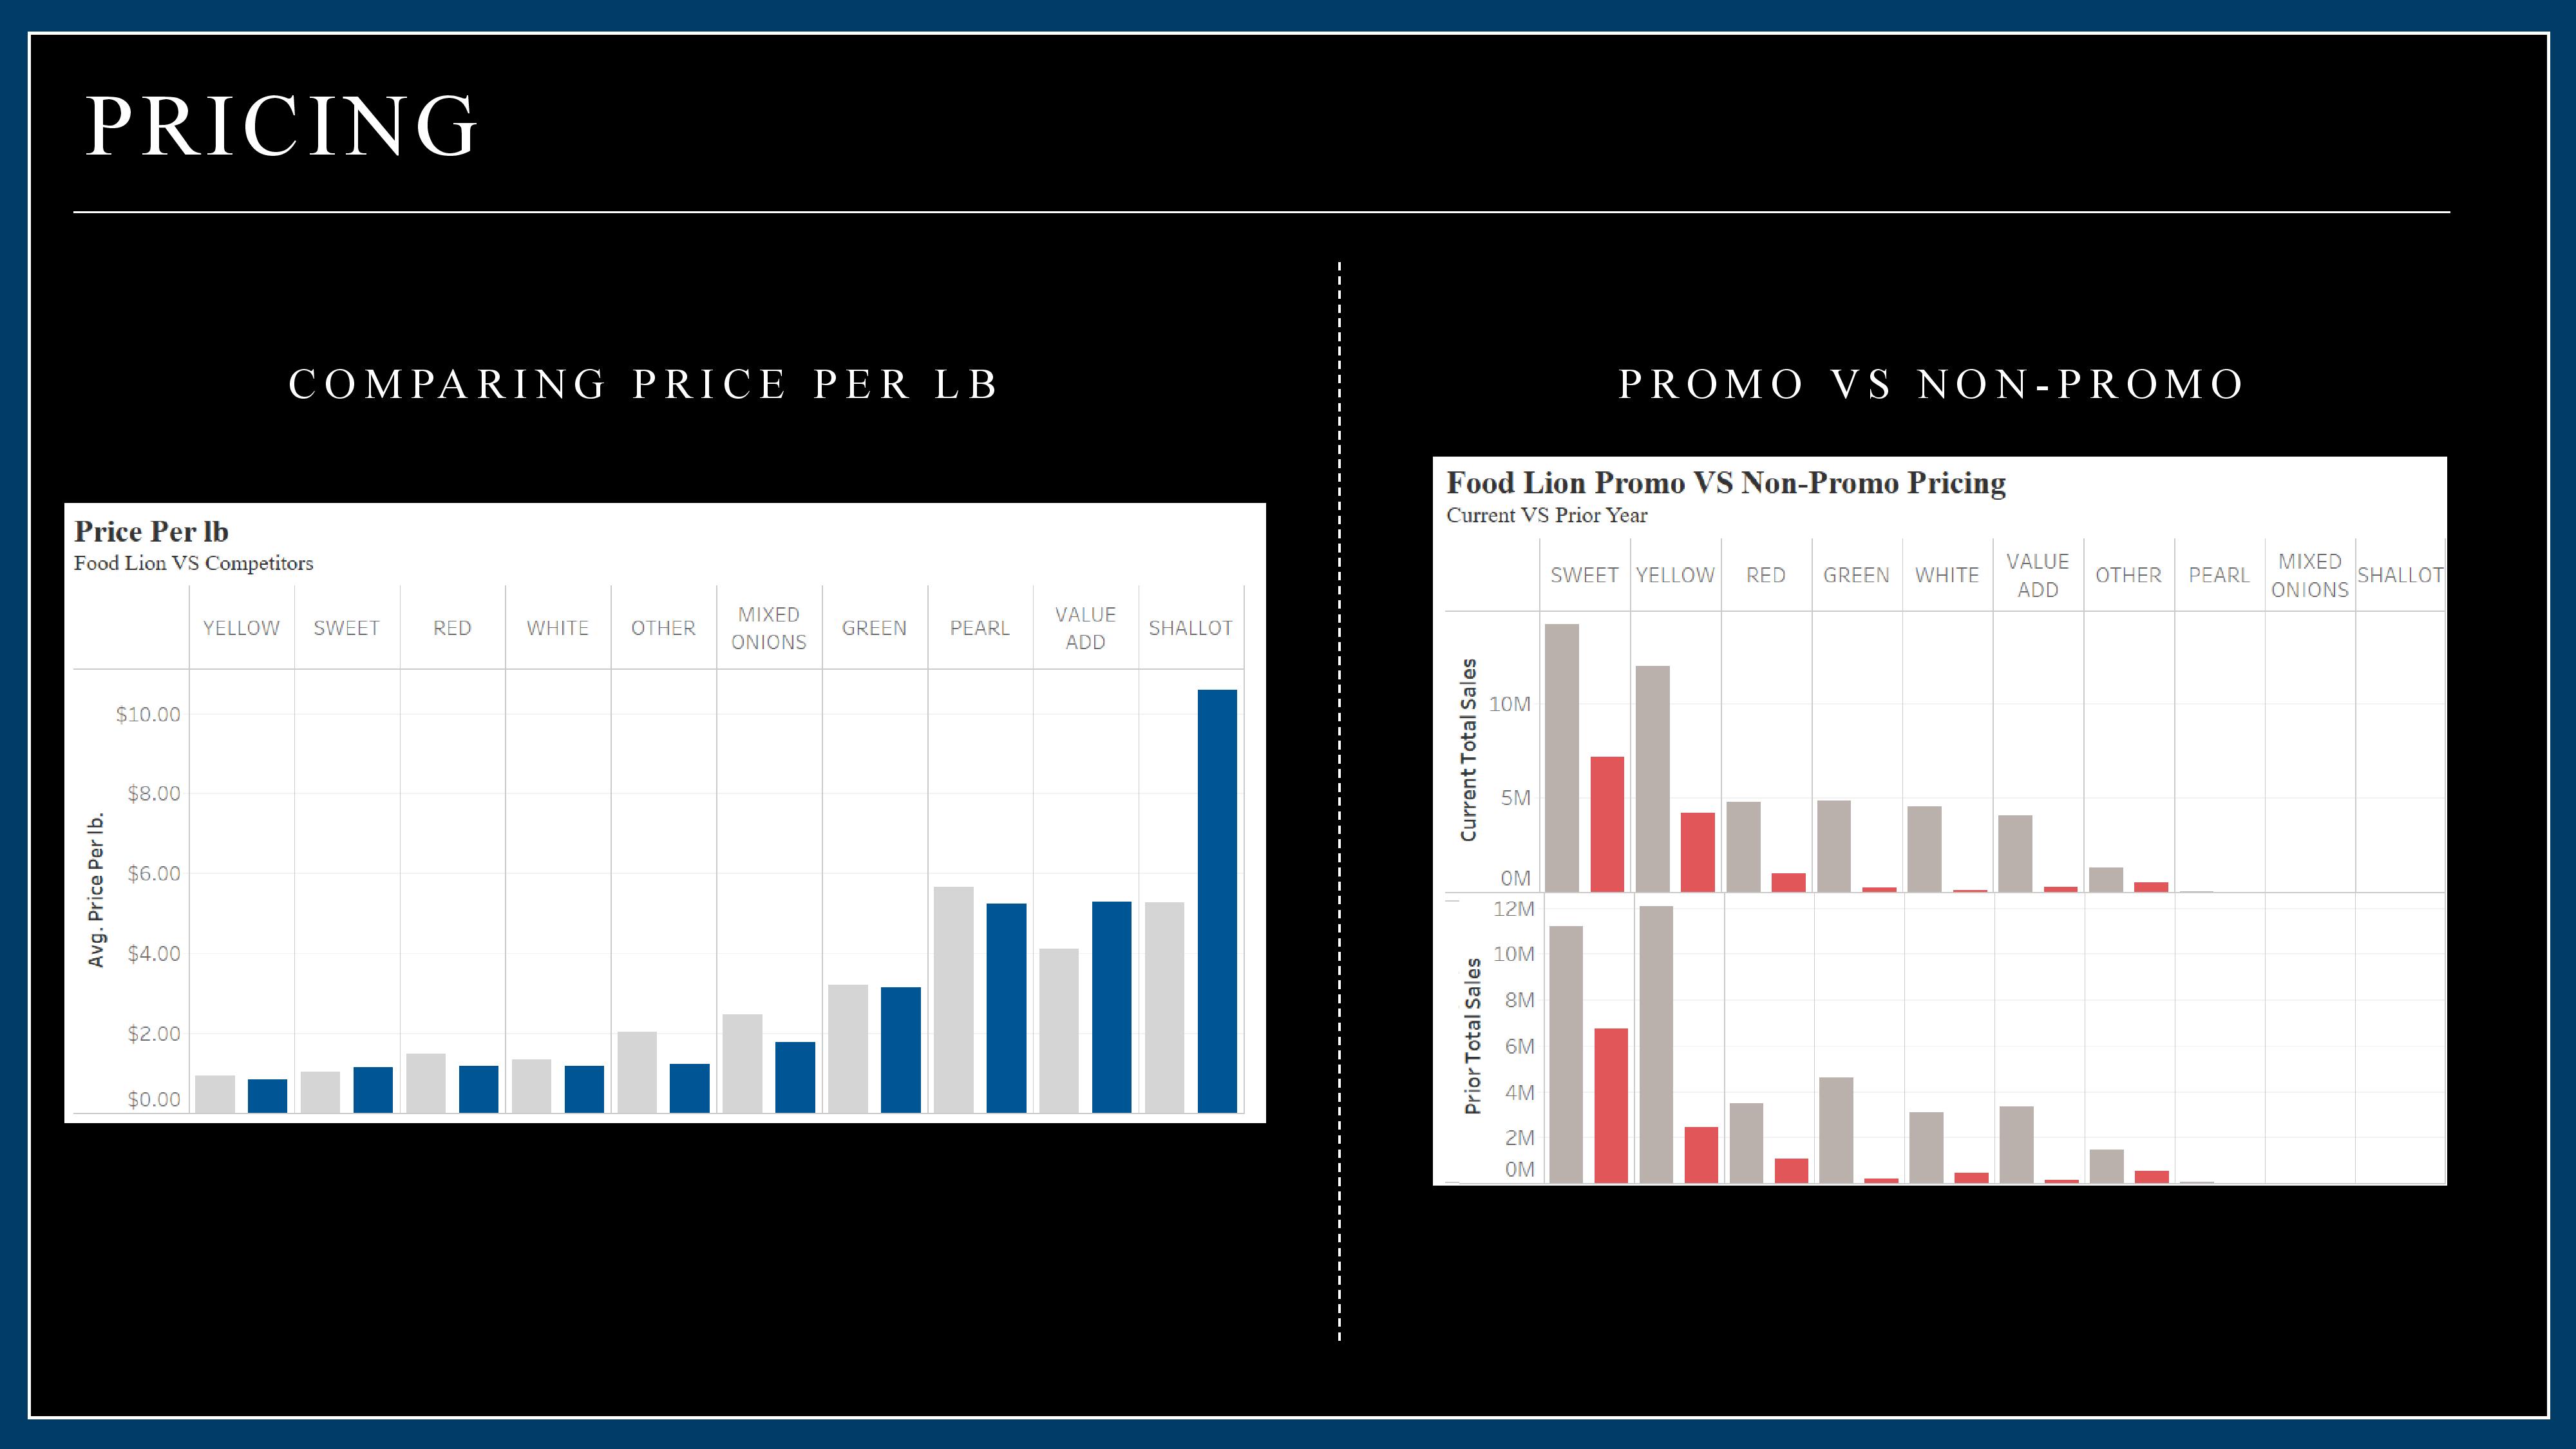 PRICING
COMPARING PRICE PER LB
Price Per lb
Food Lion VS Competitors
YELLOW SWEET RED WHITE OTHER MIXED ONIONS GREEN PEARL VALUE ADD SHALLOT
Avg. Price Per lb.
$10.00
$8.00
$6.00
$4.00
$2.00
$0.00
PROMO VS NON-PROMO
Food Lion Promo VS Non-Promo Pricing
Current VS Prior Year
SWEET YELLOW RED GREEN WHITE VALUE ADD OTHER PEARL MIXED ONIONS SHALLOT
Current Total Sales
10M
5M
0M
Prior Total Sales
12M
10M
8M
6M
4M
2M
0M